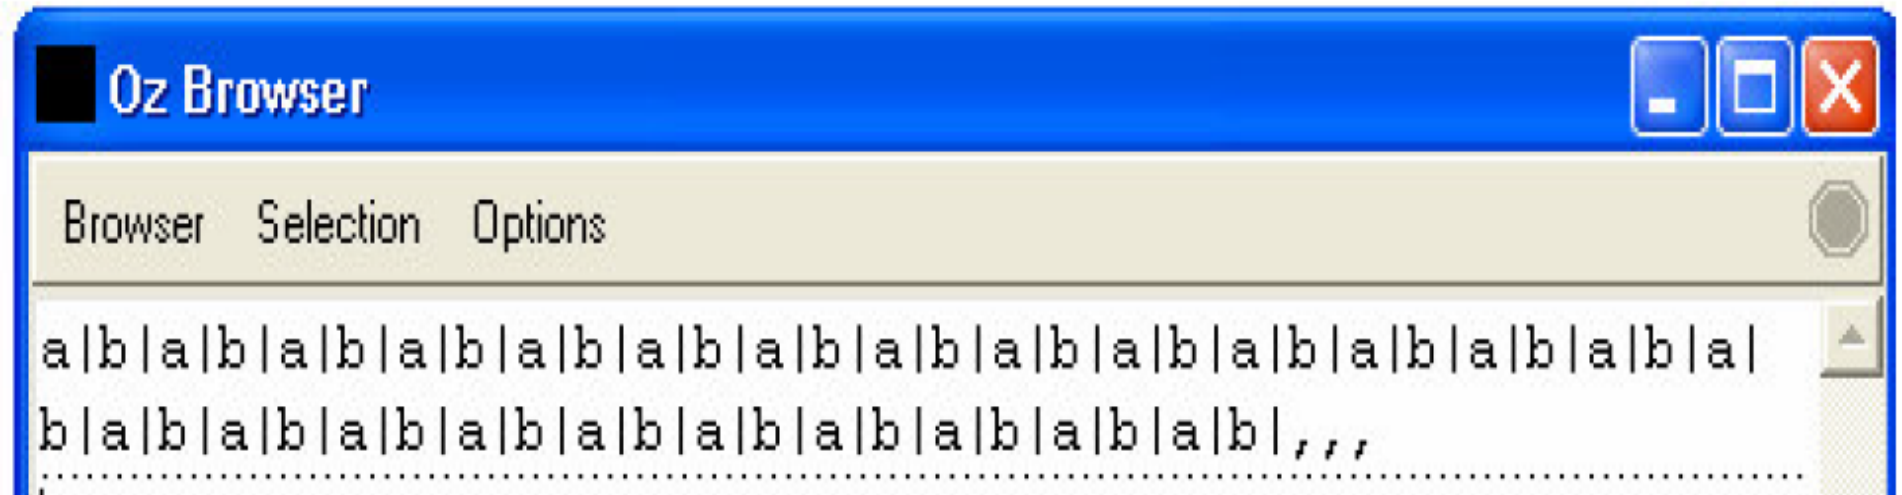 Oz Browser
Browser Selection Options
a|b|a|b|a|b|a|b|a|b|a|b|a|b|a|b|a|b|a|b|a|b|a|b|a|b|a|b|a|
b|a|b|a|b|a|b|a|b|a|b|a|b|a|b|a|b|a|b|a|b|,,,